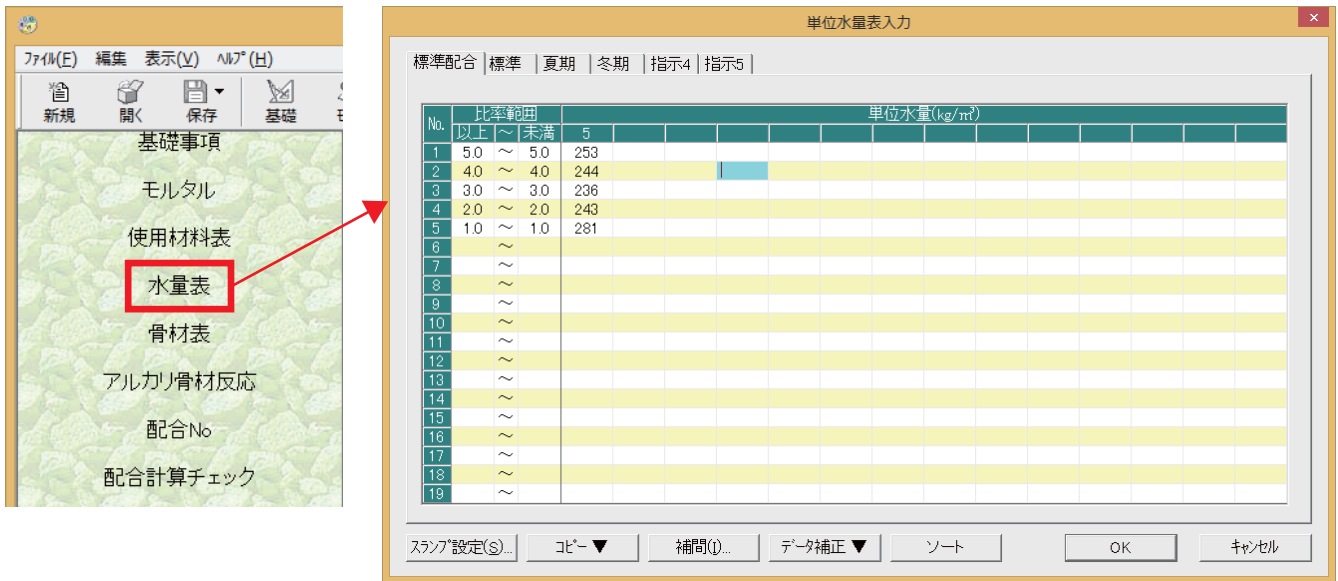 ﾌｧｲﾙ(F) 編集 表示(V) ﾍﾙﾌﾟ(H)
新規 開く 保存 基礎
基礎事項
モルタル
使用材料表
水量表
骨材表
アルカリ骨材反応
配合No
配合計算チェック
単位水量表入力
標準配合 標準 夏期 冬期 指示4 指示5
No. 比率範囲 単位水量(kg/㎥)
以上 ～ 未満 5
1 5.0 ～ 5.0 253
2 4.0 ～ 4.0 244
3 3.0 ～ 3.0 236
4 2.0 ～ 2.0 243
5 1.0 ～ 1.0 281
6 ～
7 ～
8 ～
9 ～
10 ～
11 ～
12 ～
13 ～
14 ～
15 ～
16 ～
17 ～
18 ～
19 ～
ｽﾗﾝﾌﾟ設定(S)... ｺﾋﾟｰ ▼ 補間(I)... ﾃﾞｰﾀ補正 ▼ ソート OK ｷｬﾝｾﾙ